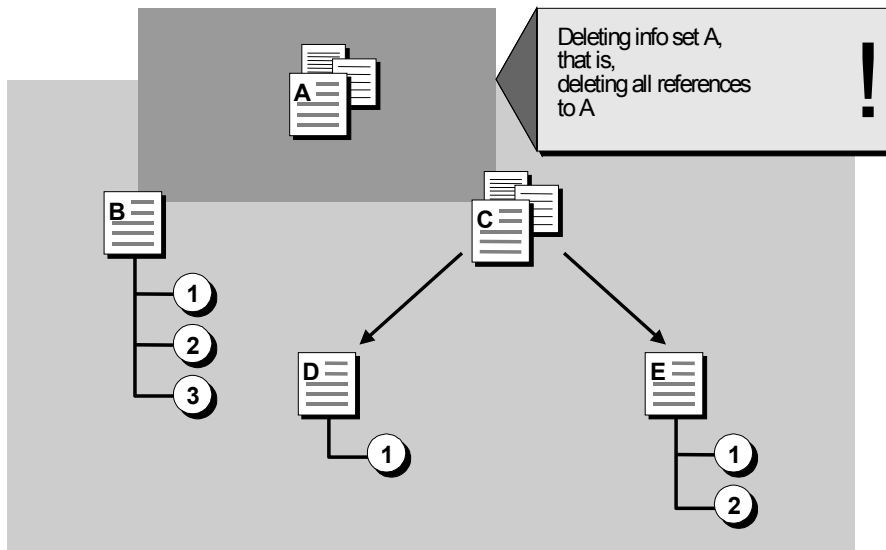 A
Deleting info set A,
that is,
deleting all references
to A
!
B
C
1
2
3
D
E
1
1
2